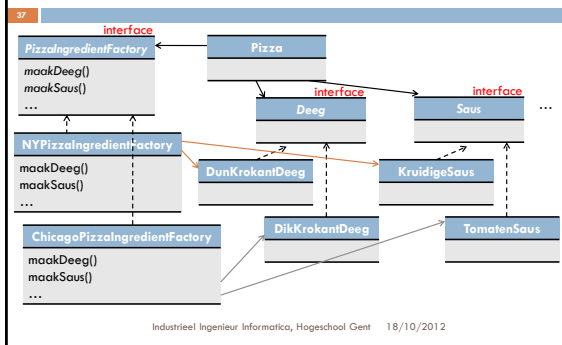 37
interface
PizzaIngredientFactory
maakDeeg()
maakSaus()
...
Pizza
interface
Deeg
interface
Saus
...
NYPizzaIngredientFactory
maakDeeg()
maakSaus()
...
DunKrokantDeeg
KruidigeSaus
ChicagoPizzaIngredientFactory
maakDeeg()
maakSaus()
...
DikKrokantDeeg
TomatenSaus
Industrieel Ingenieur Informatica, Hogeschool Gent 18/10/2012